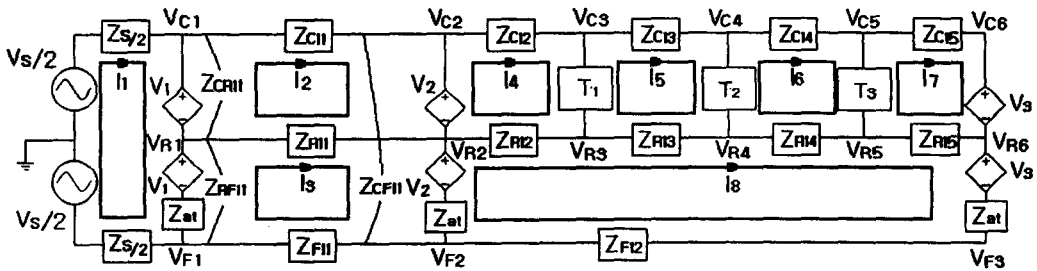 VC1 VC2 VC3 VC4 VC5 VC6
ZS/2 ZC11 ZC12 ZC13 ZC14 ZC15
VS/2 I1 ZCR11 I2 I4 I5 I6 I7
V1 V2 T1 T2 T3 V3
VR1 ZR11 VR2 ZR12 VR3 ZR13 VR4 ZR14 VR5 ZR15 VR6
V1 ZRF11 I3 ZCF11 V2 I8 V3
VS/2 Zat Zat Zat
ZS/2 VF1 ZF11 VF2 ZF12 VF3